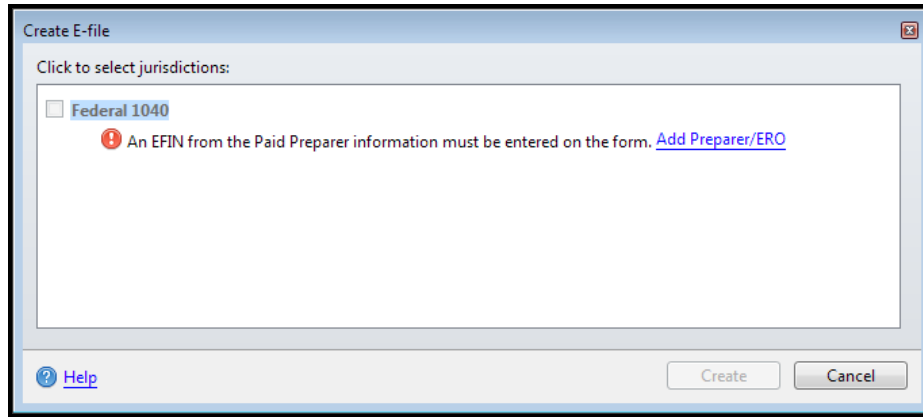 Create E-file
Click to select jurisdictions:
Federal 1040
An EFIN from the Paid Preparer information must be entered on the form. Add Preparer/ERO
Help
Create
Cancel